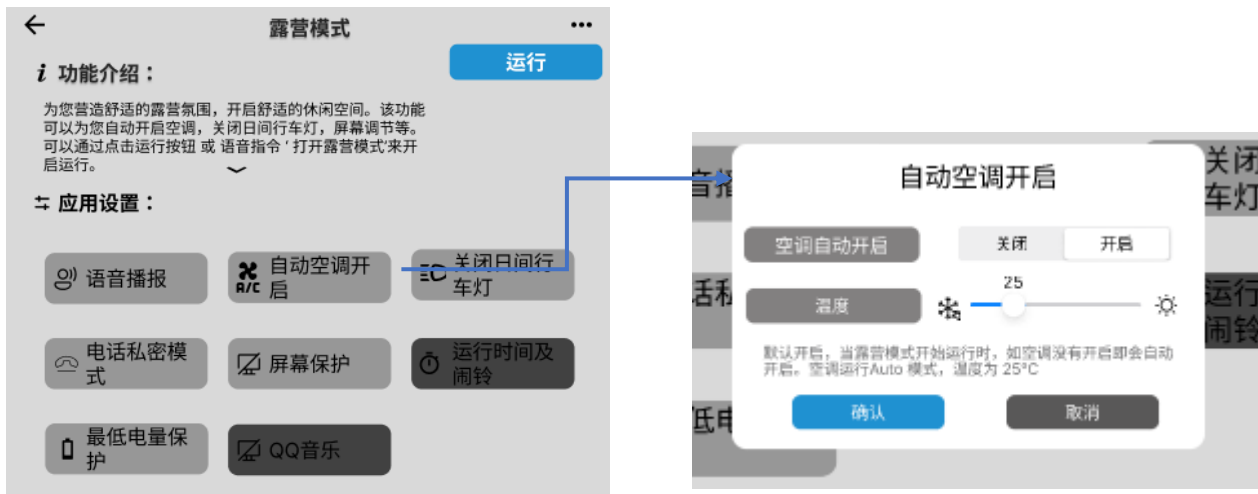 露营模式
运行
i 功能介绍：
为您营造舒适的露营氛围，开启舒适的休闲空间。该功能
可以为您自动开启空调，关闭日间行车灯，屏幕调节等。
可以通过点击运行按钮 或 语音指令 ‘ 打开露营模式’来开
启运行。
应用设置：
语音播报
A/C
自动空调开
启
关闭日间行
车灯
电话私密模
式
屏幕保护
运行时间及
闹铃
最低电量保
护
QQ音乐
音播
关闭
车灯
话私
运行
闹铃
低电
自动空调开启
空调自动开启
关闭
开启
25
温度
默认开启，当露营模式开始运行时，如空调没有开启即会自动
开启。空调运行Auto 模式，温度为 25°C
确认
取消